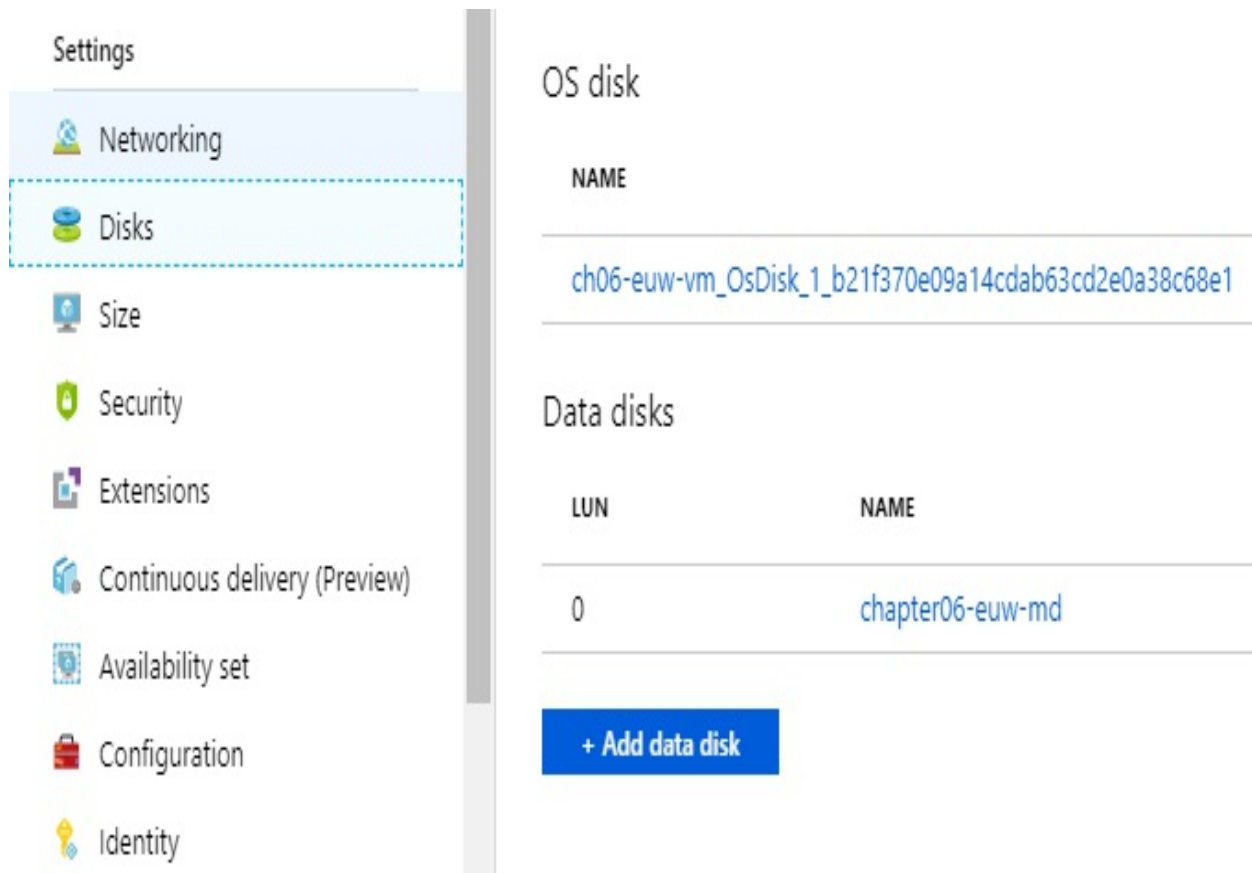 Settings
Networking
Disks
Size
Security
Extensions
Continuous delivery (Preview)
Availability set
Configuration
Identity
OS disk
NAME
ch06-euw-vm_OsDisk_1_b21f370e09a14cdab63cd2e0a38c68e1
Data disks
LUN NAME
0 chapter06-euw-md
+ Add data disk